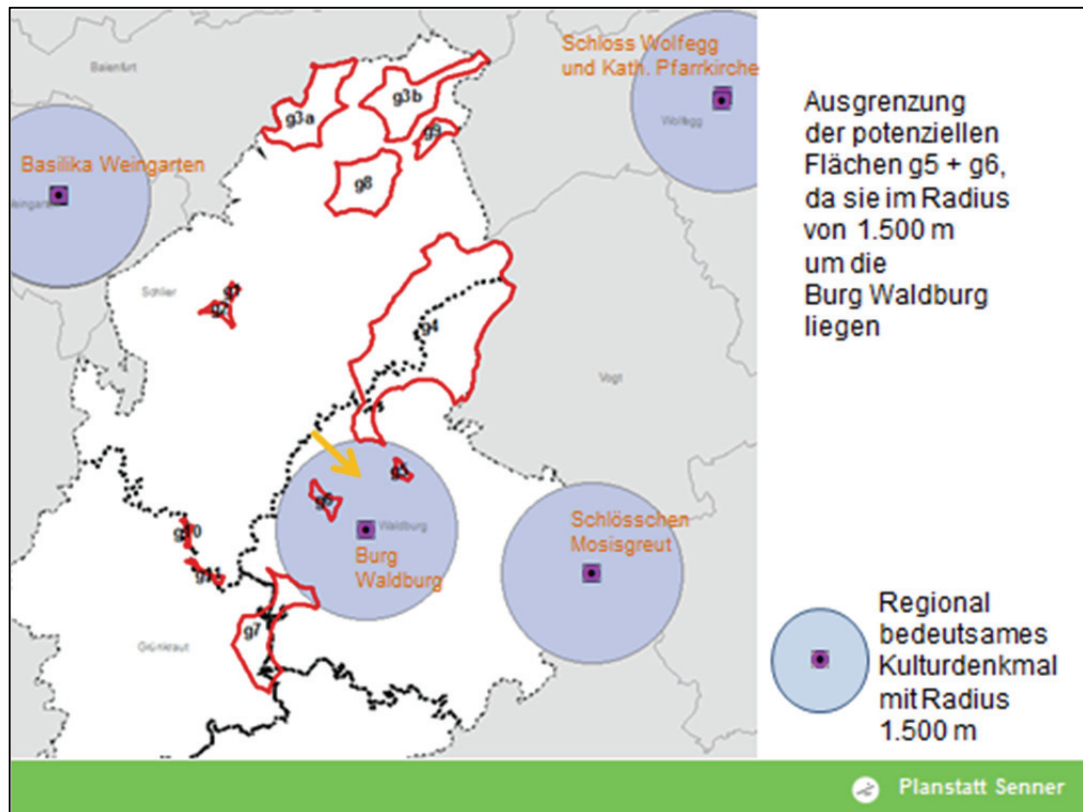 Baienfurt
Schloss Wolfegg
und Kath. Pfarrkirche
g3a
g3b
g9
Wolfegg
Basilika Weingarten
Weingarten
g8
Schlier
g1
g2
g4
Vogt
g5
g6
Waldburg
Burg
Waldburg
Schlösschen
Mosisgreut
g10
g11
g7
Grünkraut
Ausgrenzung
der potenziellen
Flächen g5 + g6,
da sie im Radius
von 1.500 m
um die
Burg Waldburg
liegen
Regional
bedeutsames
Kulturdenkmal
mit Radius
1.500 m
Planstatt Senner